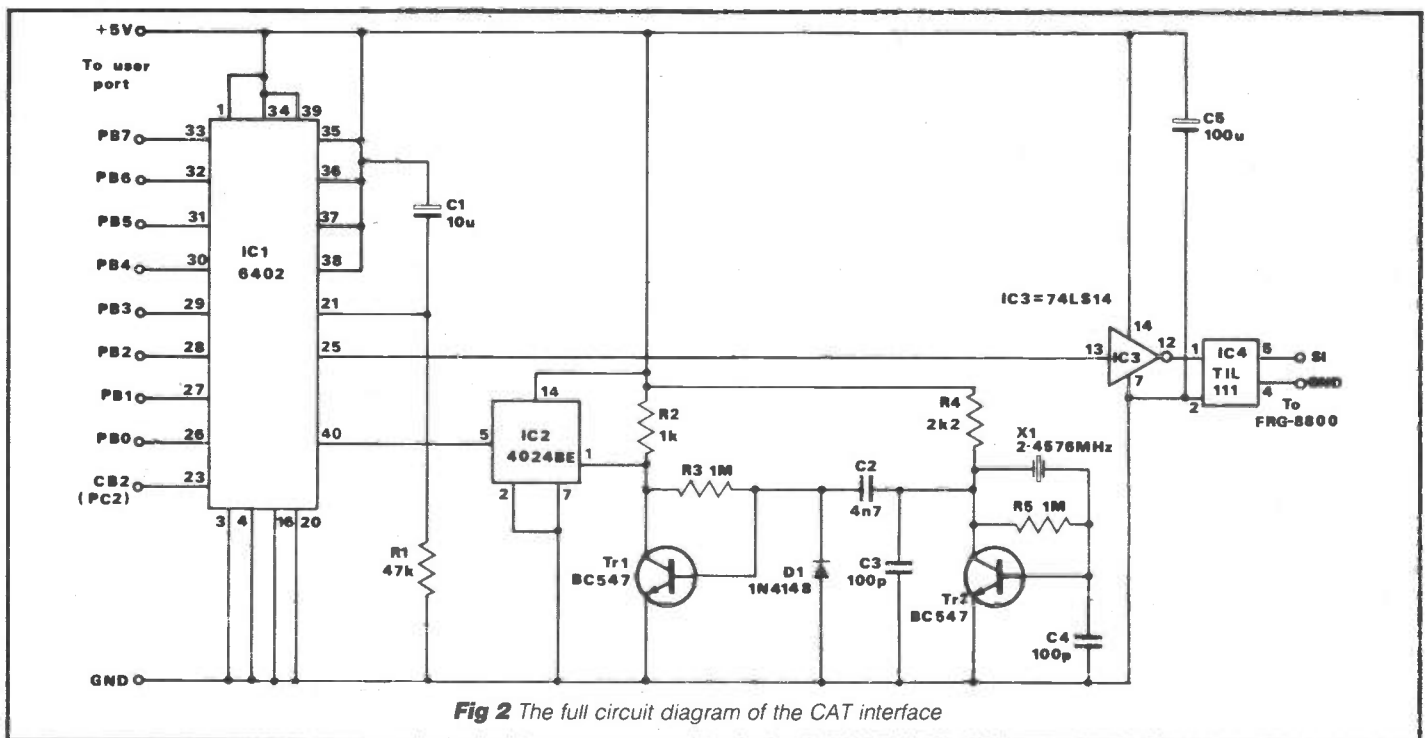 +5V
To user
port
PB7
PB6
PB5
PB4
PB3
PB2
PB1
PB0
CB2
(PC2)
GND
1
34
39
33
32
31
30
29
28
27
26
23
IC1
6402
35
36
37
38
21
25
40
3
4
16
20
C1
10u
R1
47k
14
5
IC2
4024BE
1
2
7
R2
1k
R3 1M
Tr1
BC547
D1
1N4148
C2
4n7
C3
100p
R4
2k2
X1
2-4576MHz
R5 1M
Tr2
BC547
C4
100p
C5
100u
IC3=74LS14
14
13
IC3
12
7
1
IC4
TIL
111
2
5
4
SI
GND
To
FRG-8800
Fig 2 The full circuit diagram of the CAT interface